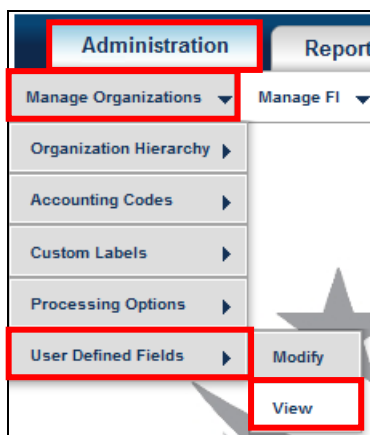 Administration Report
Manage Organizations Manage FI
Organization Hierarchy
Accounting Codes
Custom Labels
Processing Options
User Defined Fields Modify
View